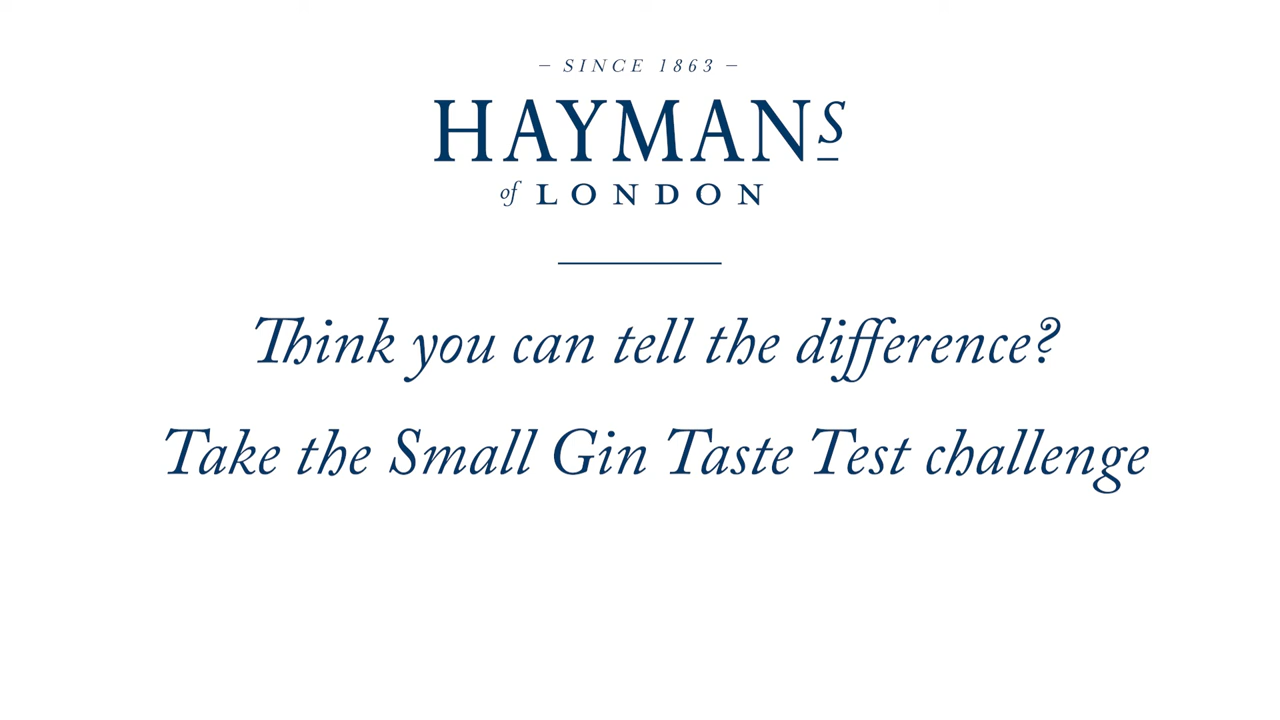 – SINCE 1863 –
HAYMANS
of LONDON
Think you can tell the difference?
Take the Small Gin Taste Test challenge